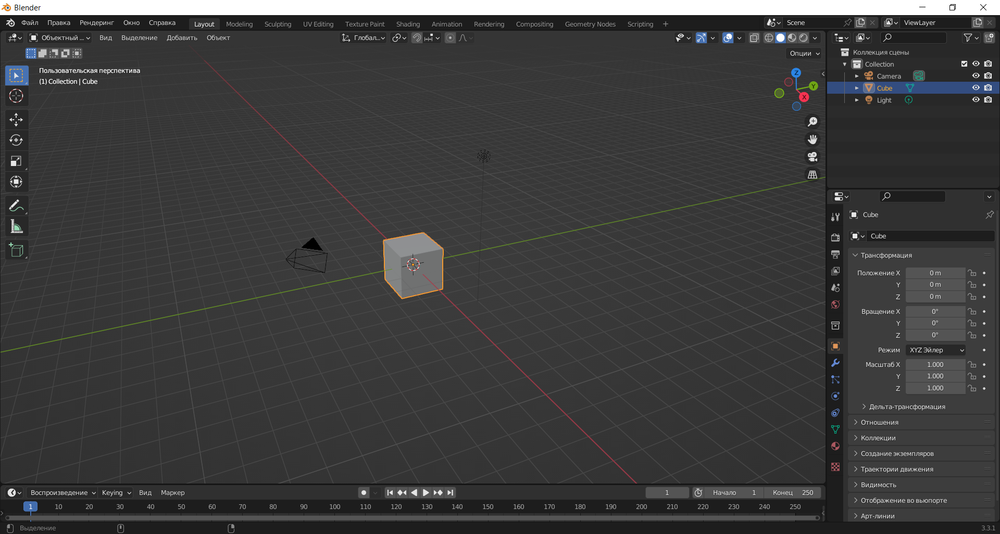 Blender
Файл Правка Рендеринг Окно Справка Layout Modeling Sculpting UV Editing Texture Paint Shading Animation Rendering Compositing Geometry Nodes Scripting + Scene ViewLayer
Объектный ... Вид Выделение Добавить Объект Глобал...
Опции
Пользовательская перспектива
(1) Collection | Cube
Z
Y
X
Коллекция сцены
Collection
Camera
Cube
Light
Cube
Cube
Трансформация
Положение X 0 m
Y 0 m
Z 0 m
Вращение X 0°
Y 0°
Z 0°
Режим XYZ Эйлер
Масштаб X 1.000
Y 1.000
Z 1.000
Дельта-трансформация
Отношения
Коллекции
Создание экземпляров
Траектории движения
Видимость
Отображение во вьюпорте
Арт-линии
Воспроизведение Keying Вид Маркер 1 Начало 1 Конец 250
1 10 20 30 40 50 60 70 80 90 100 110 120 130 140 150 160 170 180 190 200 210 220 230 240 250
Выделение 3.3.1